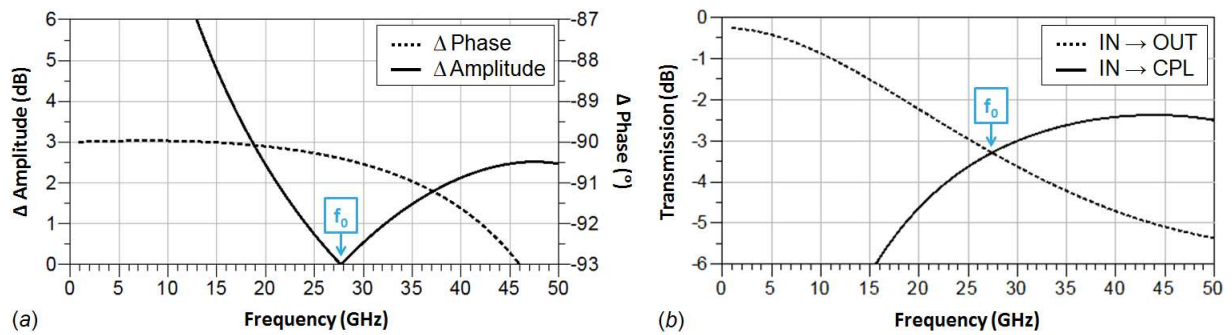 Δ Amplitude (dB)
6
5
4
3
2
1
0
Δ Phase
Δ Amplitude
f0
-87
-88
-89
-90
-91
-92
-93
Δ Phase (º)
0 5 10 15 20 25 30 35 40 45 50
(a) Frequency (GHz)
Transmission (dB)
0
-1
-2
-3
-4
-5
-6
IN → OUT
IN → CPL
f0
0 5 10 15 20 25 30 35 40 45 50
(b) Frequency (GHz)